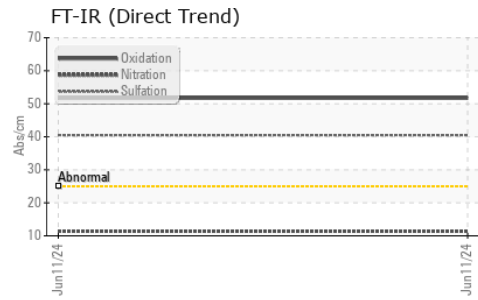 FT-IR (Direct Trend)
70
Oxidation
60
Nitration
Sulfation
50
Abs/cm
40
30
Abnormal
20
10
Jun11/24
Jun11/24